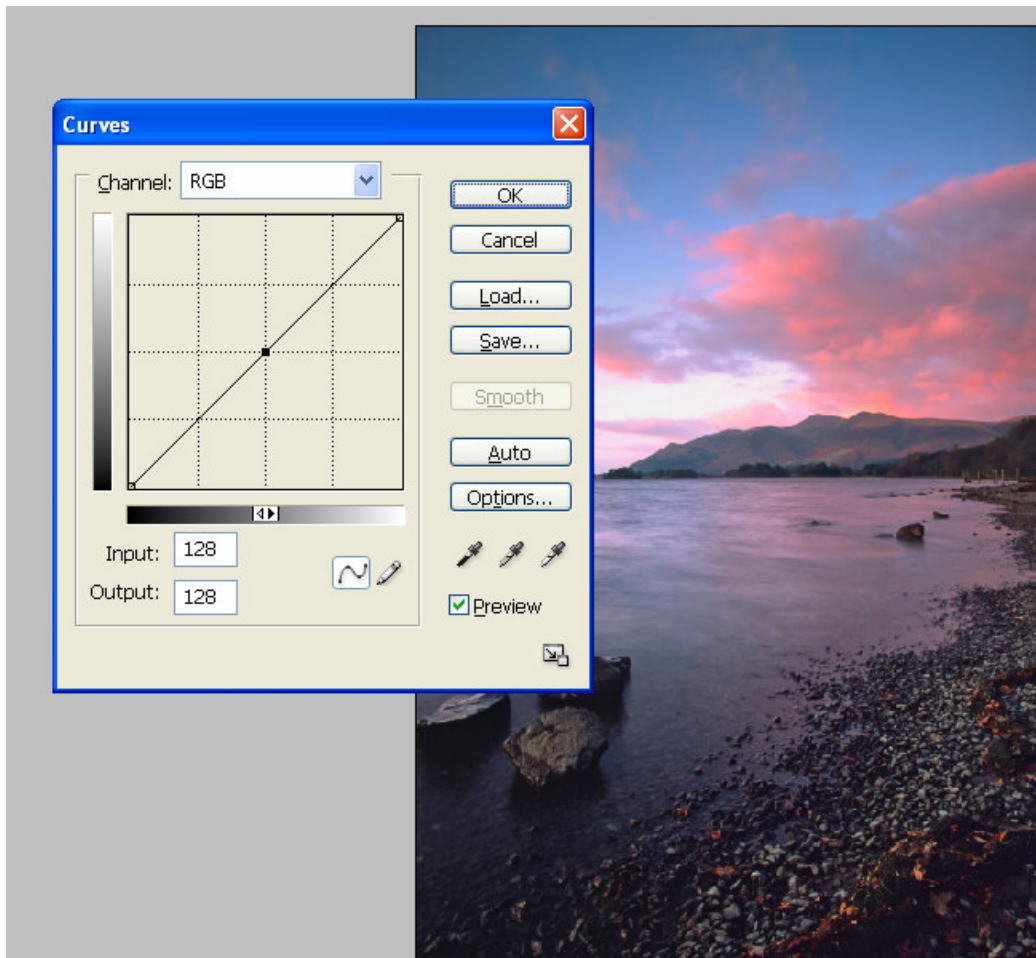 Curves
Channel: RGB
OK
Cancel
Load...
Save...
Smooth
Auto
Options...
Input: 128
Output: 128
Preview